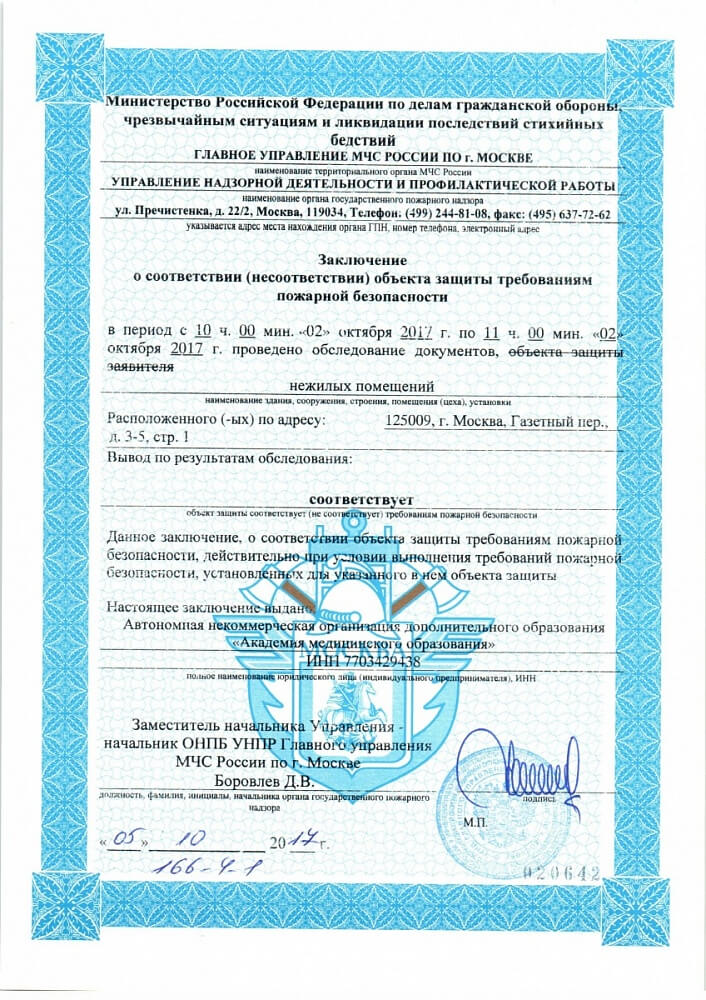 Министерство Российской Федерации по делам гражданской обороны,
чрезвычайным ситуациям и ликвидации последствий стихийных
бедствий
ГЛАВНОЕ УПРАВЛЕНИЕ МЧС РОССИИ ПО г. МОСКВЕ
наименование территориального органа МЧС России
УПРАВЛЕНИЕ НАДЗОРНОЙ ДЕЯТЕЛЬНОСТИ И ПРОФИЛАКТИЧЕСКОЙ РАБОТЫ
наименование органа государственного пожарного надзора
ул. Пречистенка, д. 22/2, Москва, 119034, Телефон: (499) 244-81-08, факс: (495) 637-72-62
указывается адрес места нахождения органа ГПН, номер телефона, электронный адрес
Заключение
о соответствии (несоответствии) объекта защиты требованиям
пожарной безопасности
в период с 10 ч. 00 мин. «02» октября 2017 г. по 11 ч. 00 мин. «02»
октября 2017 г. проведено обследование документов, объекта защиты
заявителя
нежилых помещений
наименование здания, сооружения, строения, помещения (цеха), установки
Расположенного (-ых) по адресу: 125009, г. Москва, Газетный пер.,
д. 3-5, стр. 1
Вывод по результатам обследования:
соответствует
объект защиты соответствует (не соответствует) требованиям пожарной безопасности
Данное заключение, о соответствии объекта защиты требованиям пожарной
безопасности, действительно при условии выполнения требований пожарной
безопасности, установленных для указанного в нем объекта защиты
Настоящее заключение выдано:
Автономная некоммерческая организация дополнительного образования
«Академия медицинского образования»
МОСКВА
ИНН 7703429438
полное наименование юридического лица (индивидуального предпринимателя), ИНН
Заместитель начальника Управления -
начальник ОНПБ УНПР Главного управления
МЧС России по г. Москве
Боровлев Д.В.
должность, фамилия, инициалы, начальника органа государственного пожарного
надзора
подпись
М.П.
«05» 10 2017 г.
166-4-1
020642